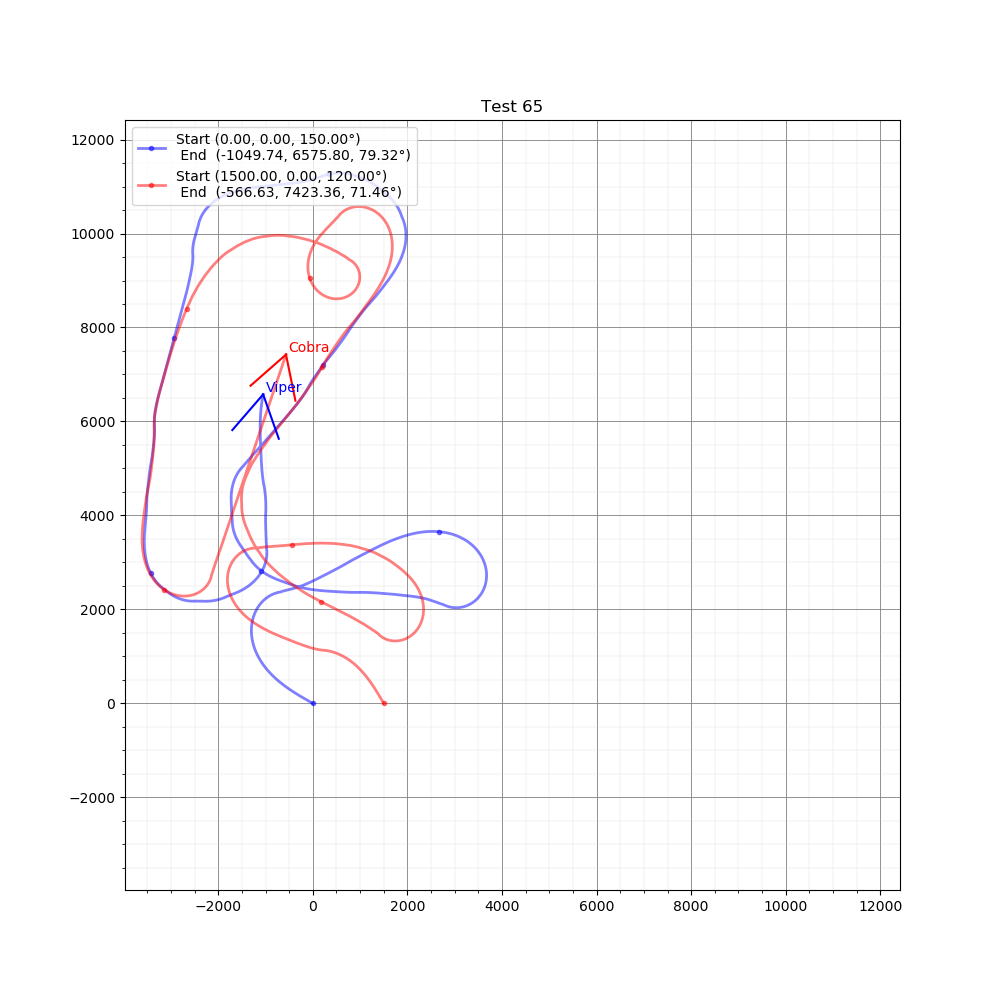 Test 65
Start (0.00, 0.00, 150.00°)
End (-1049.74, 6575.80, 79.32°)
Start (1500.00, 0.00, 120.00°)
End (-566.63, 7423.36, 71.46°)
12000
10000
8000
6000
4000
2000
0
−2000
Cobra
Viper
−2000 0 2000 4000 6000 8000 10000 12000